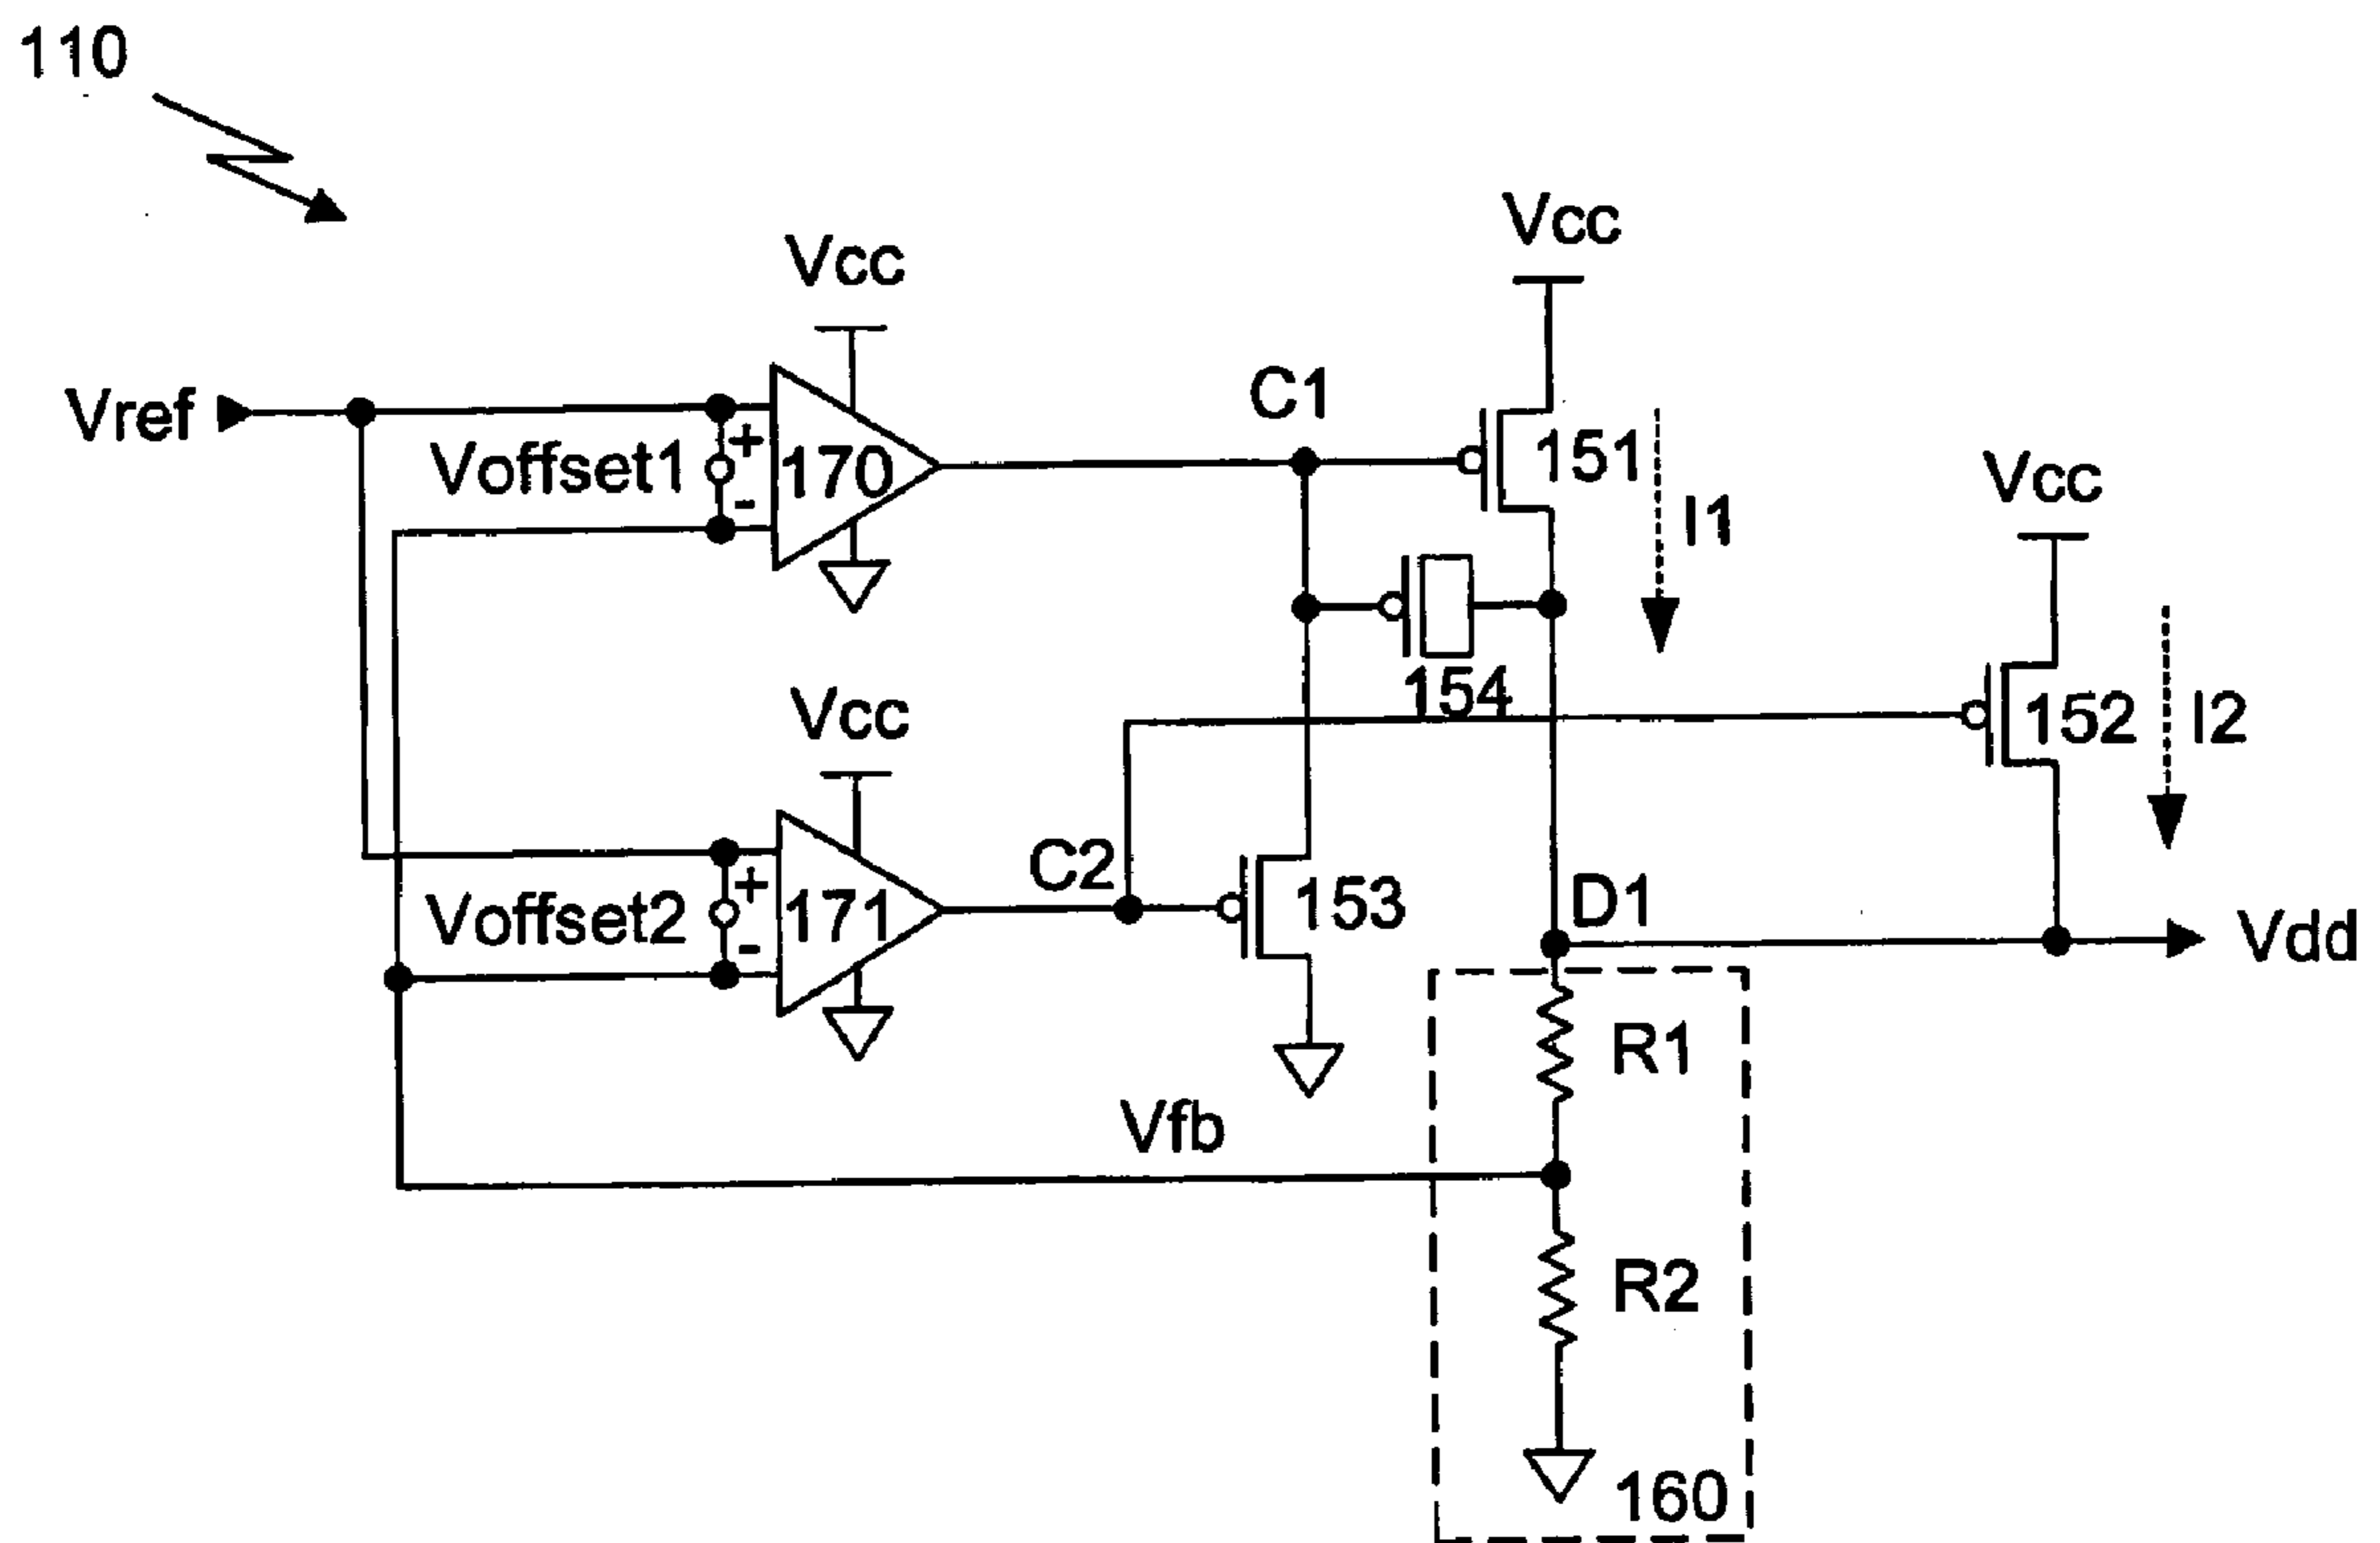 110
Vcc
Vcc
Vref
C1
Voffset1
+
170
-
151
I1
Vcc
154
Vcc
152
I2
C2
Voffset2
+
171
-
153
D1
Vdd
R1
Vfb
R2
160